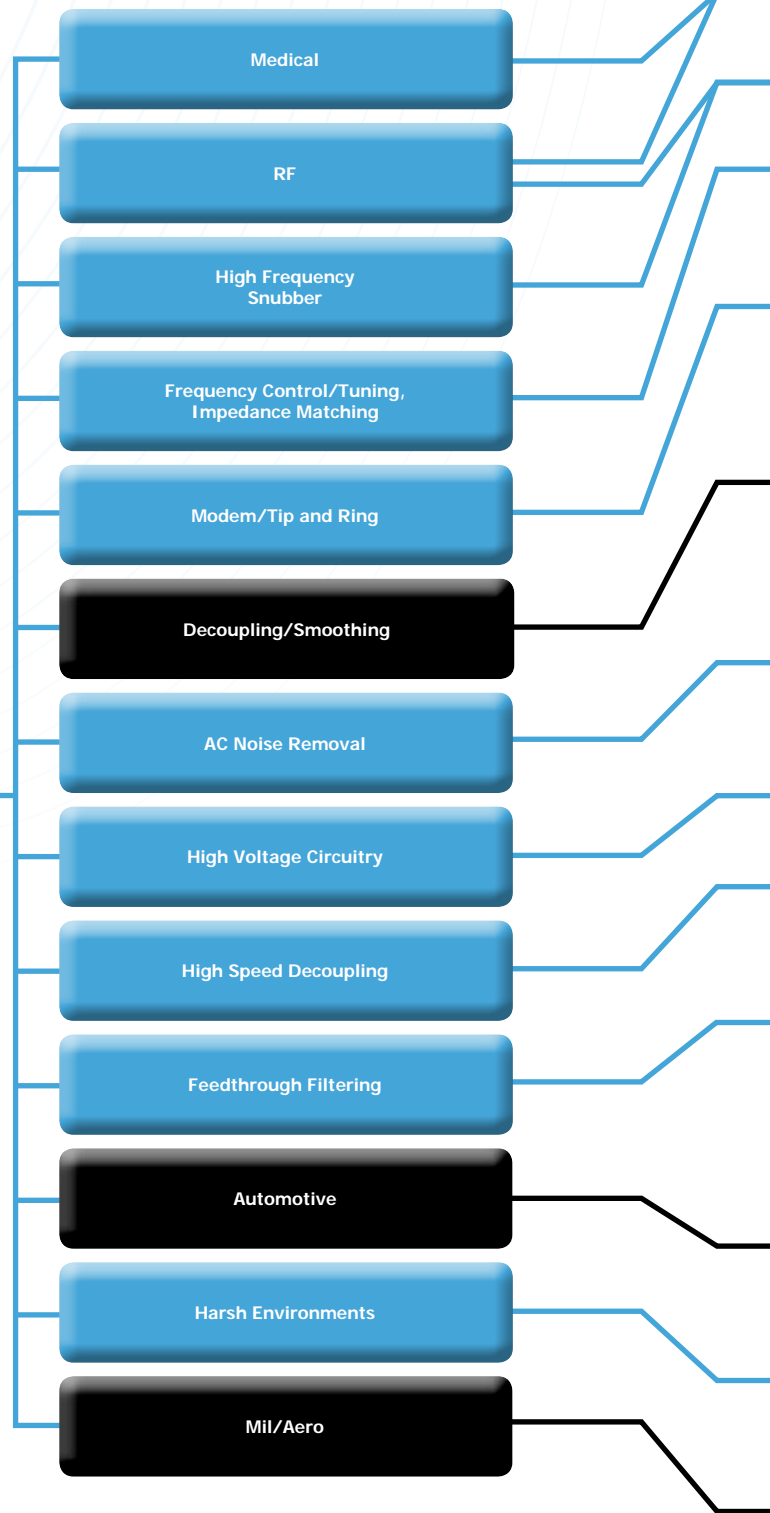 Medical
RF
High Frequency
Snubber
Frequency Control/Tuning,
Impedance Matching
Modem/Tip and Ring
Decoupling/Smoothing
AC Noise Removal
High Voltage Circuitry
High Speed Decoupling
Feedthrough Filtering
Automotive
Harsh Environments
Mil/Aero